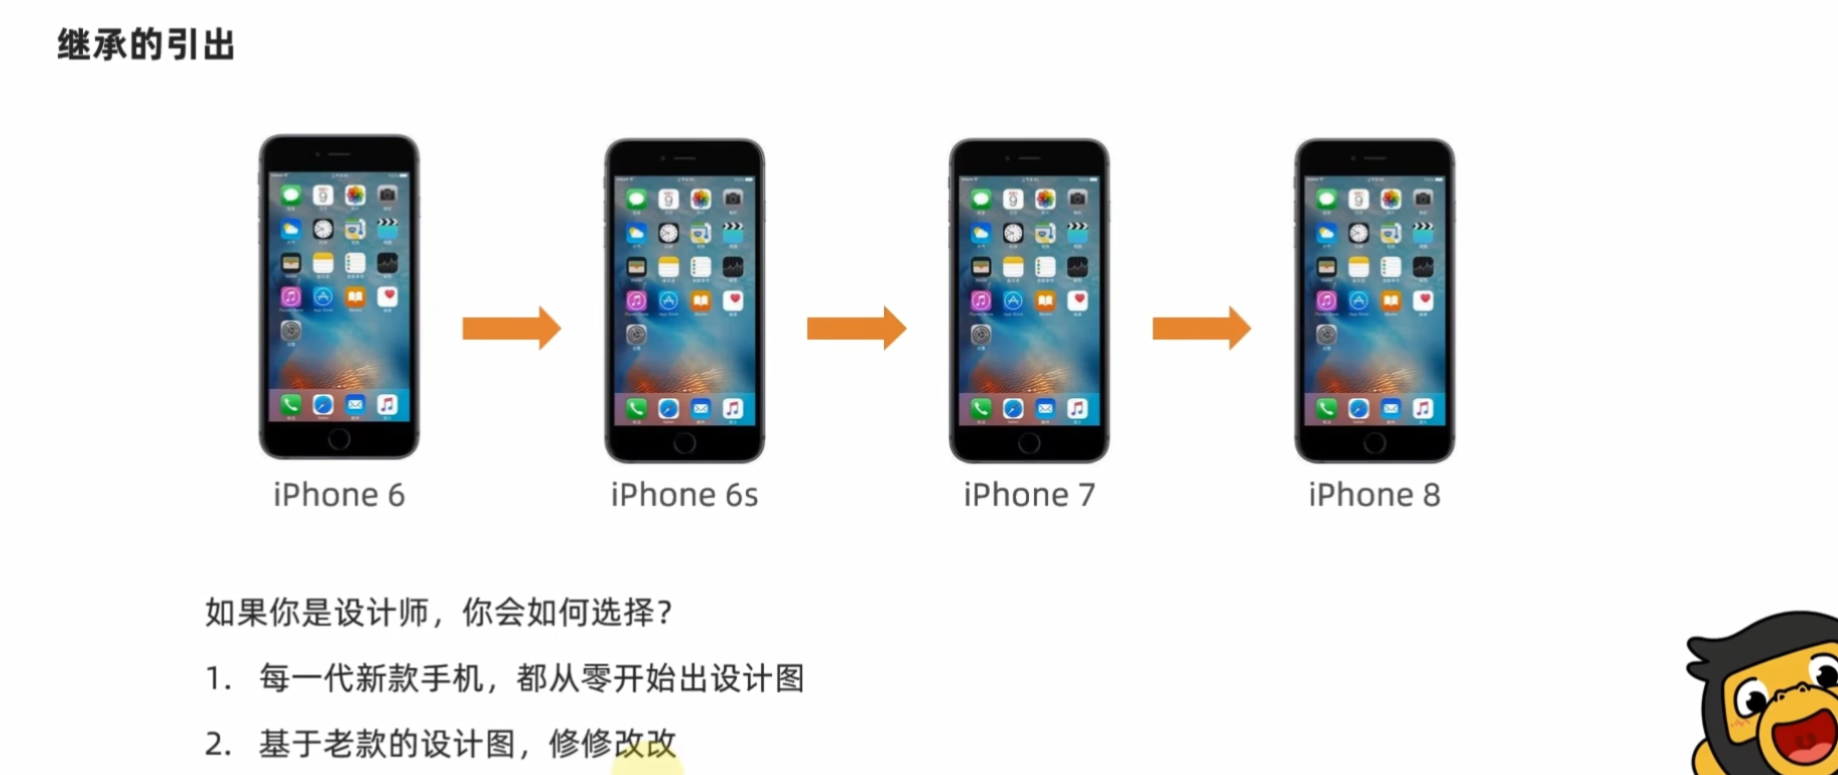 继承的引出
iPhone 6
iPhone 6s
iPhone 7
iPhone 8
如果你是设计师，你会如何选择？
1. 每一代新款手机，都从零开始出设计图
2. 基于老款的设计图，修修改改